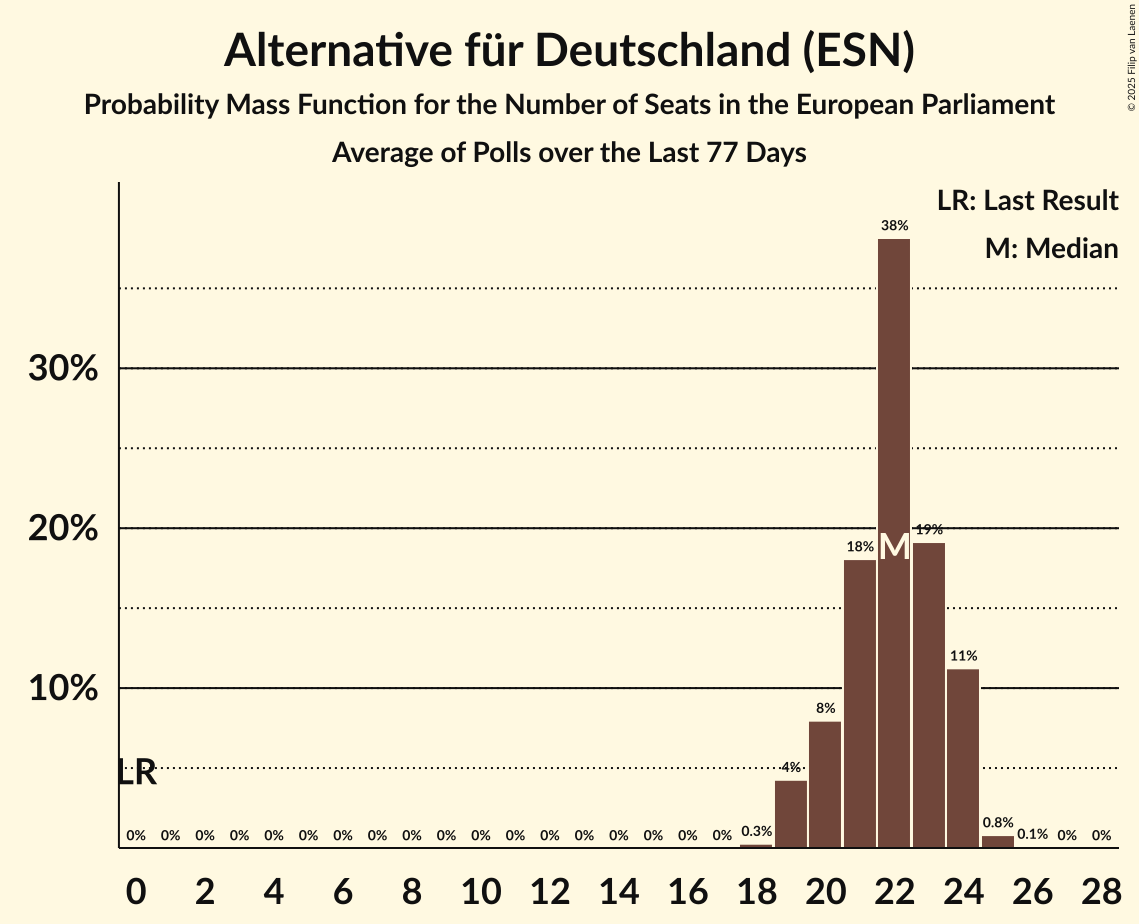 Alternative für Deutschland (ESN)
Probability Mass Function for the Number of Seats in the European Parliament
Average of Polls over the Last 77 Days
© 2025 Filip van Laenen
LR: Last Result
M: Median
38%
30%
20%
19%
18%
M
11%
10%
8%
LR
4%
0% 0% 0% 0% 0% 0% 0% 0% 0% 0% 0% 0% 0% 0% 0% 0% 0% 0% 0.3% 0.8% 0.1% 0% 0%
0 2 4 6 8 10 12 14 16 18 20 22 24 26 28